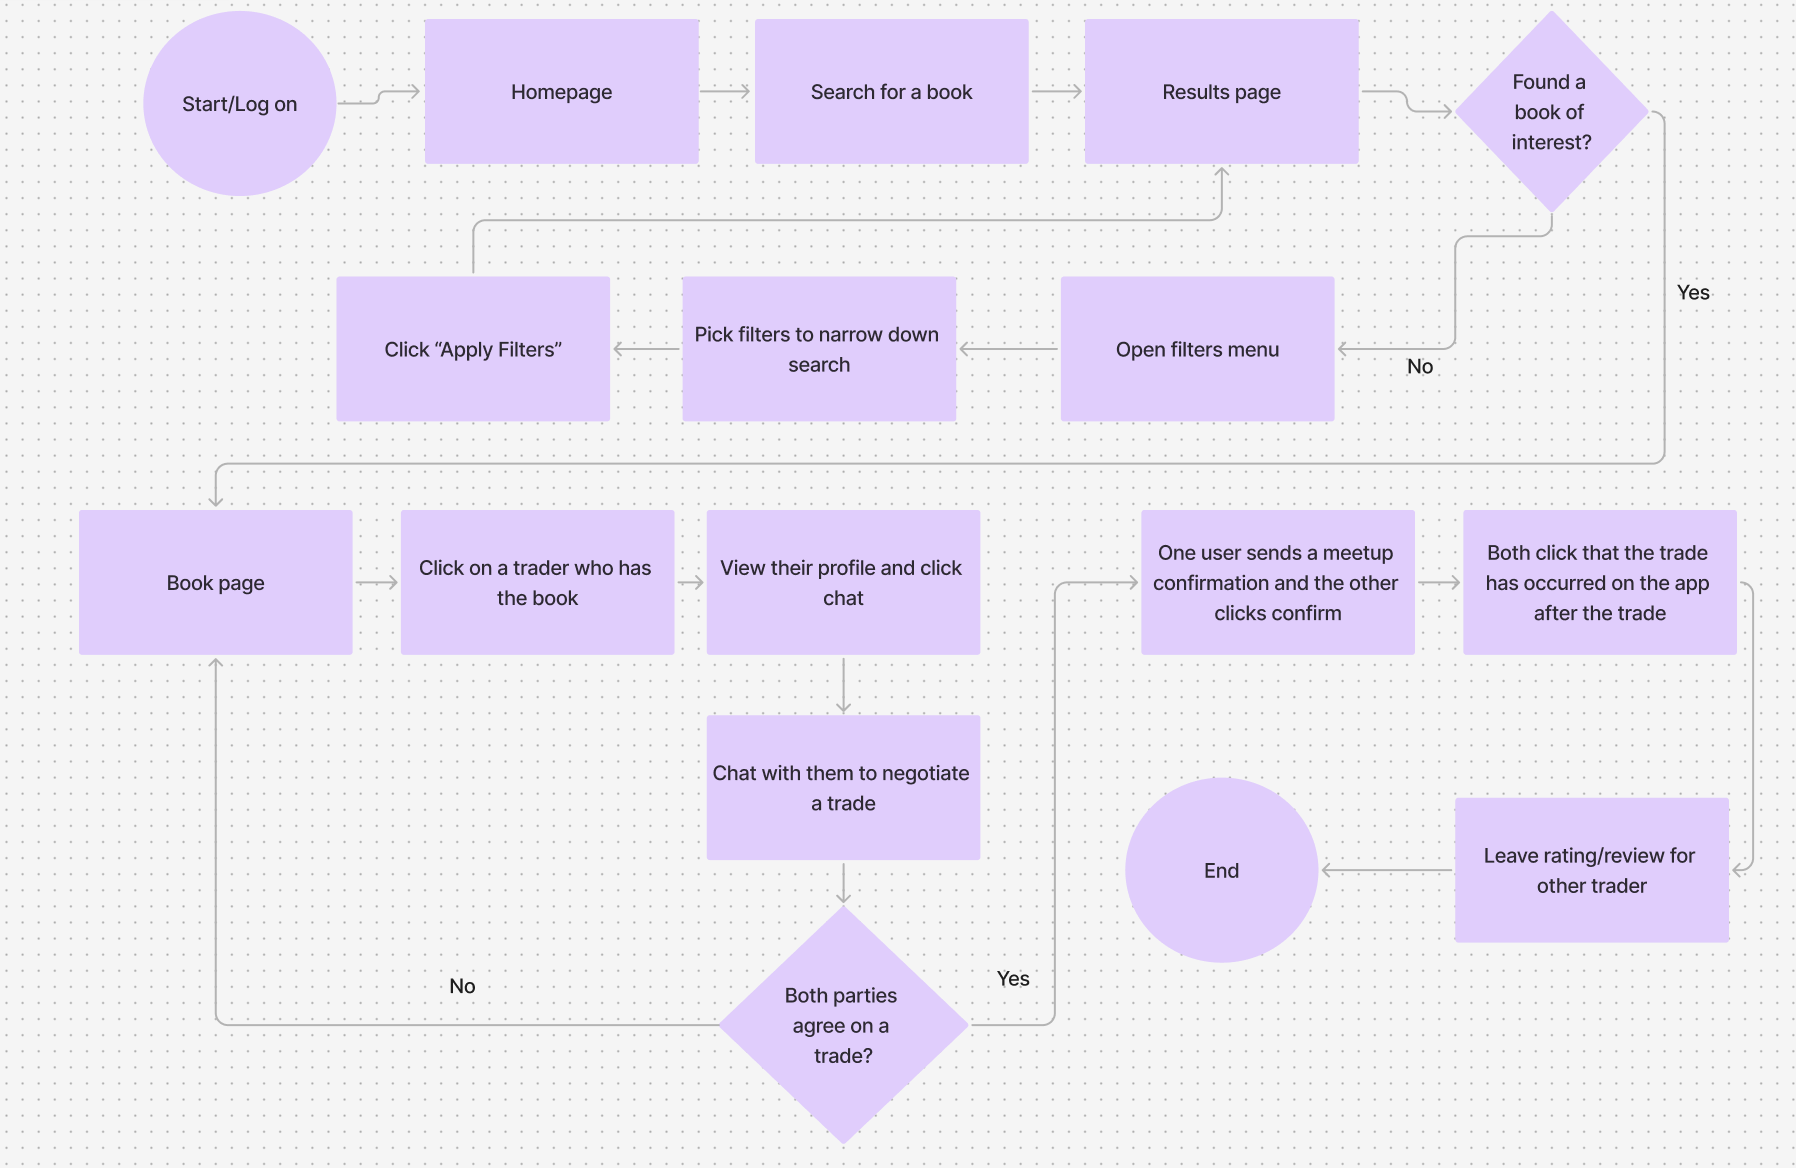 Start/Log on
Homepage
Search for a book
Results page
Found a
book of
interest?
Yes
No
Open filters menu
Pick filters to narrow down
search
Click “Apply Filters”
Book page
Click on a trader who has
the book
View their profile and click
chat
Chat with them to negotiate
a trade
Both parties
agree on a
trade?
No
Yes
One user sends a meetup
confirmation and the other
clicks confirm
Both click that the trade
has occurred on the app
after the trade
Leave rating/review for
other trader
End